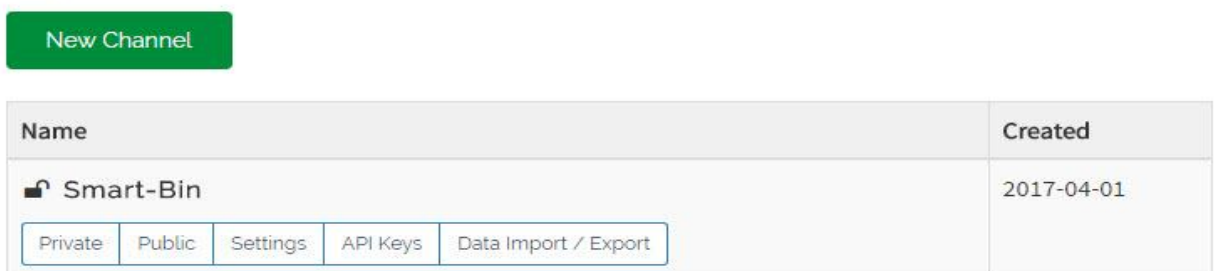 New Channel
Name Created
Smart-Bin 2017-04-01
Private Public Settings API Keys Data Import / Export